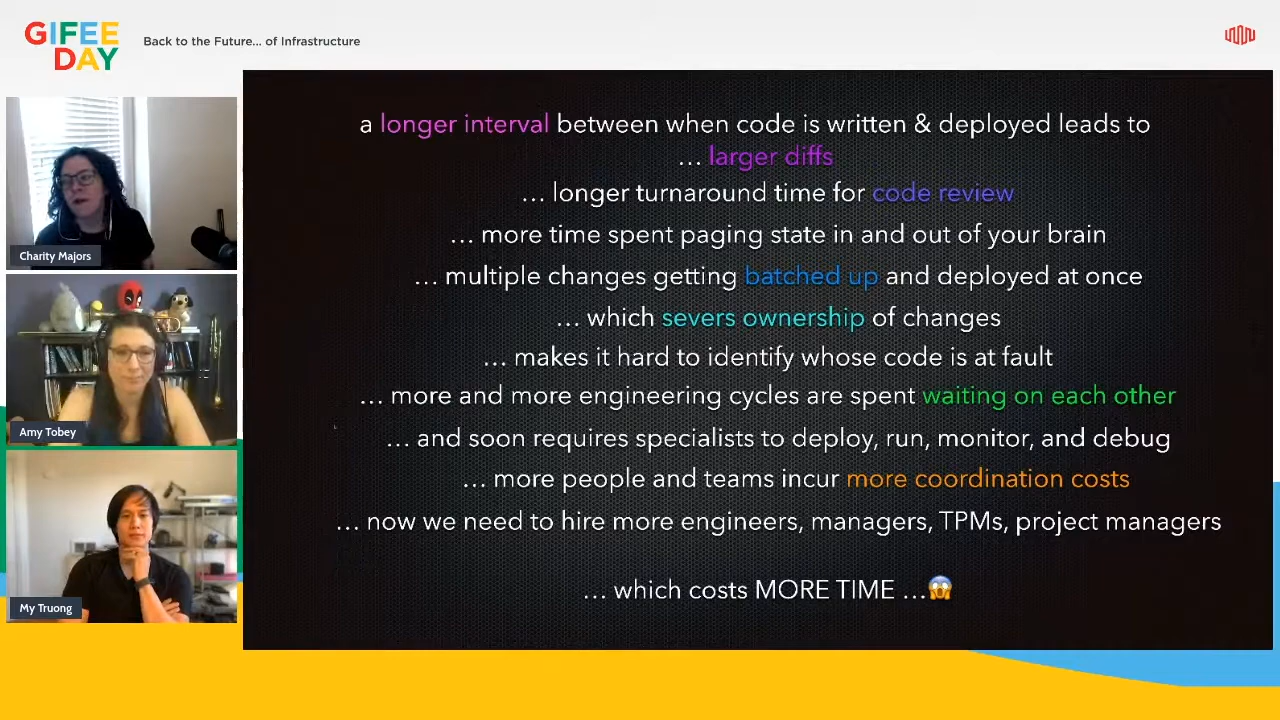 GIFEE
DAY
Back to the Future... of Infrastructure
Charity Majors
Amy Tobey
My Truong
a longer interval between when code is written & deployed leads to
... larger diffs
... longer turnaround time for code review
... more time spent paging state in and out of your brain
... multiple changes getting batched up and deployed at once
... which severs ownership of changes
... makes it hard to identify whose code is at fault
... more and more engineering cycles are spent waiting on each other
... and soon requires specialists to deploy, run, monitor, and debug
... more people and teams incur more coordination costs
... now we need to hire more engineers, managers, TPMs, project managers
... which costs MORE TIME ...😱